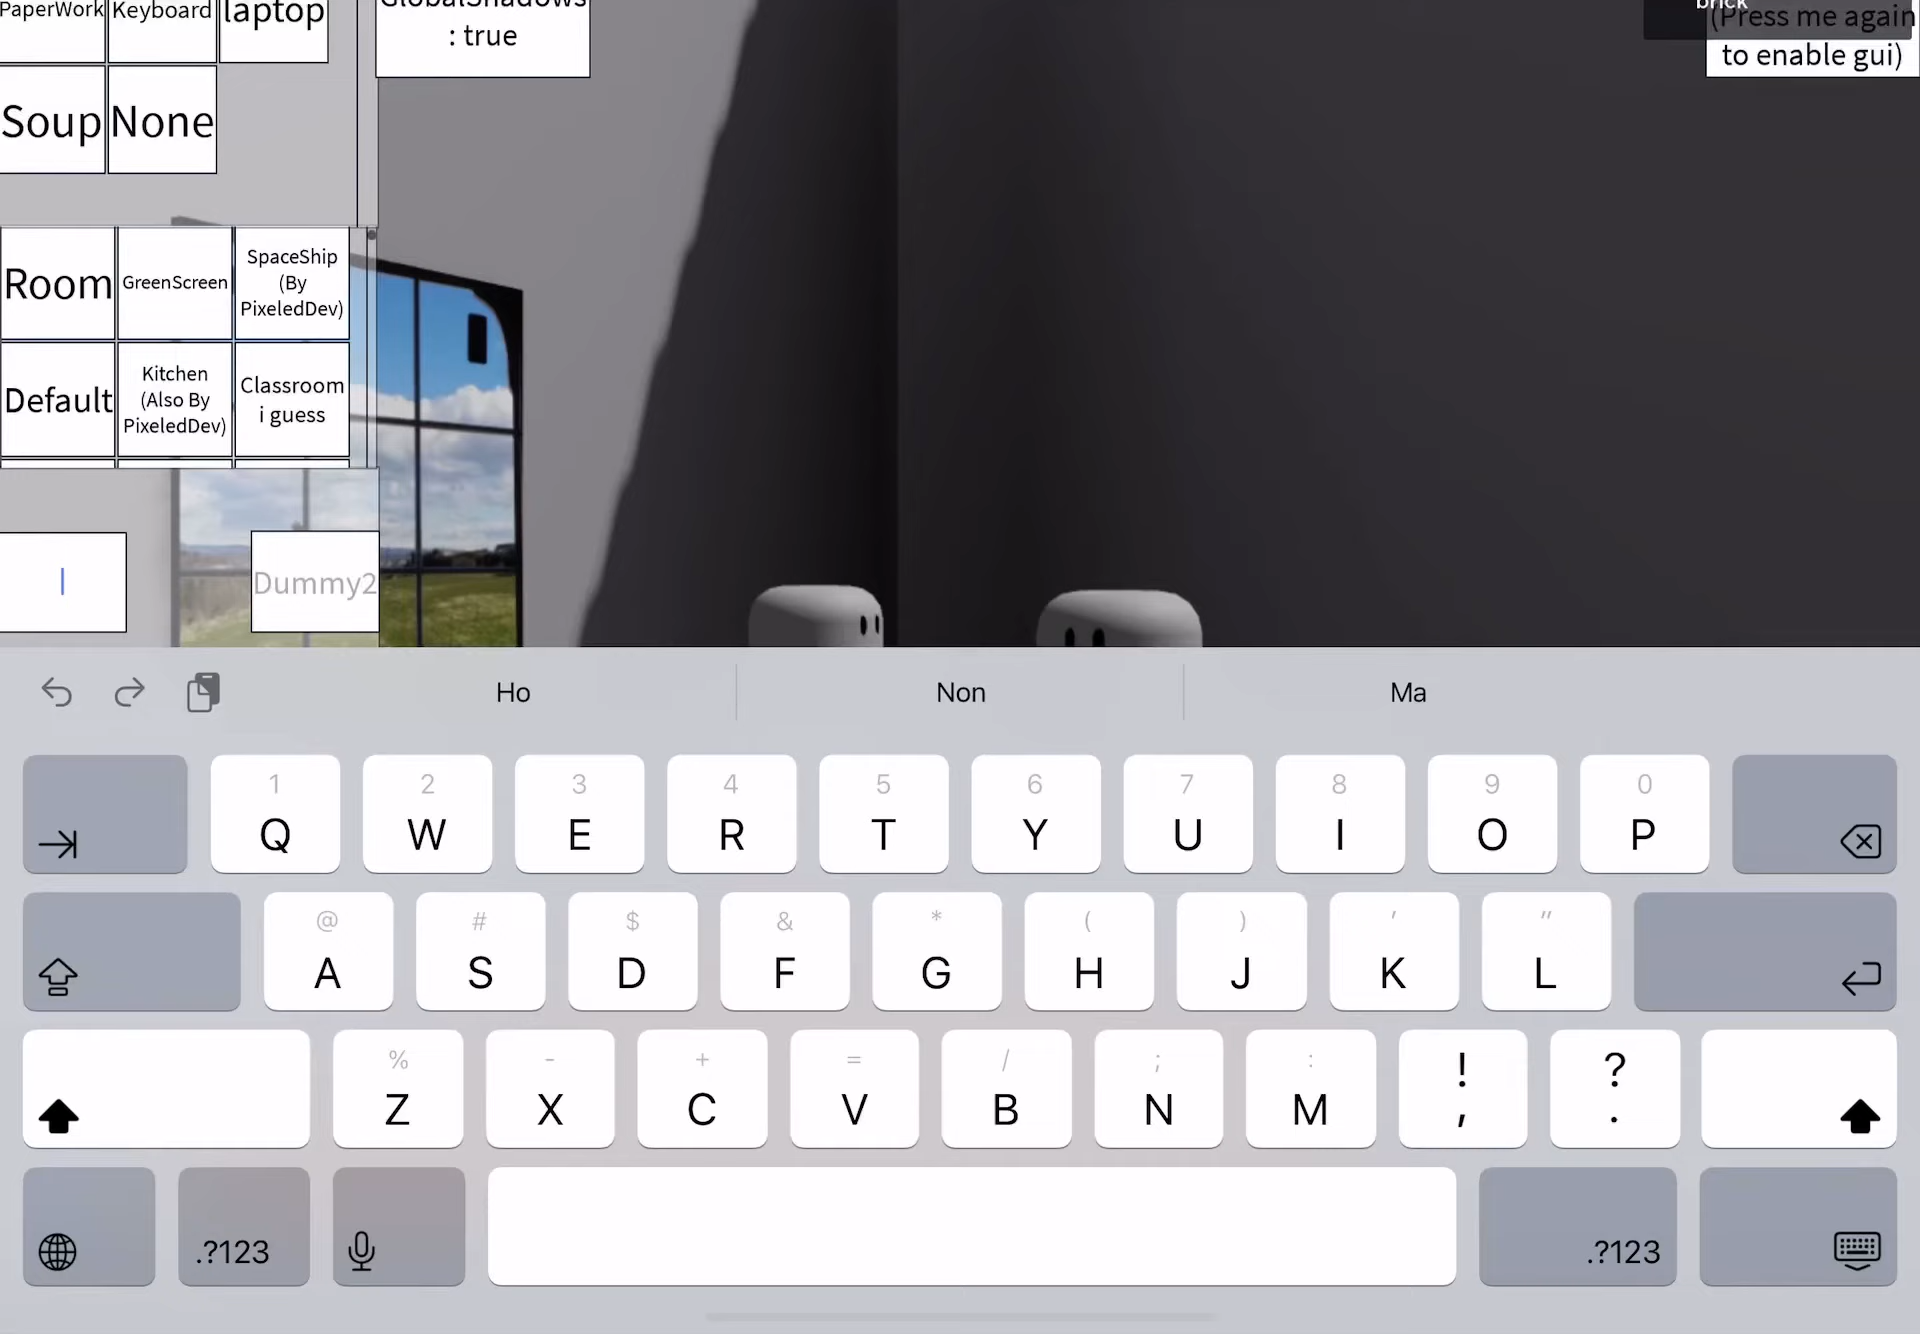 PaperWork Keyboard laptop
GlobalShadows
: true
brick
(Press me again
to enable gui)
Soup None
Room GreenScreen SpaceShip
(By
PixeledDev)
Default Kitchen
(Also By
PixeledDev) Classroom
i guess
Dummy2
Ho Non Ma
1 2 3 4 5 6 7 8 9 0
Q W E R T Y U I O P
@ # $ & * ( ) ' "
A S D F G H J K L
% - + = / ; : ! ?
Z X C V B N M , .
.?123 .?123